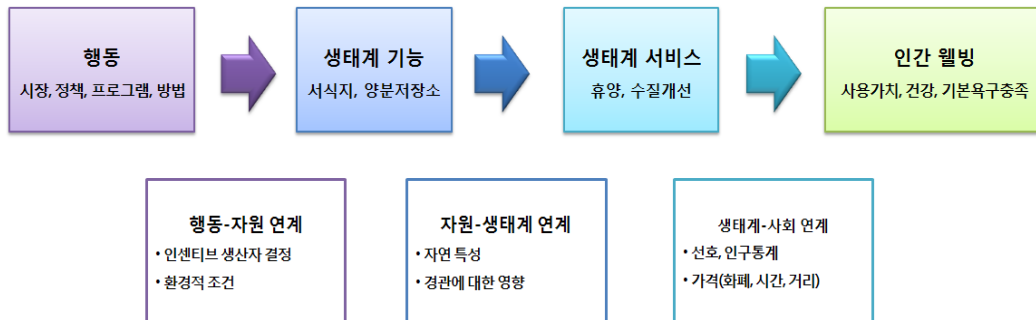 행동
시장, 정책, 프로그램, 방법
생태계 기능
서식지, 양분저장소
생태계 서비스
휴양, 수질개선
인간 웰빙
사용가치, 건강, 기본욕구충족
행동-자원 연계
• 인센티브 생산자 결정
• 환경적 조건
자원-생태계 연계
• 자연 특성
• 경관에 대한 영향
생태계-사회 연계
• 선호, 인구통계
• 가격(화폐, 시간, 거리)